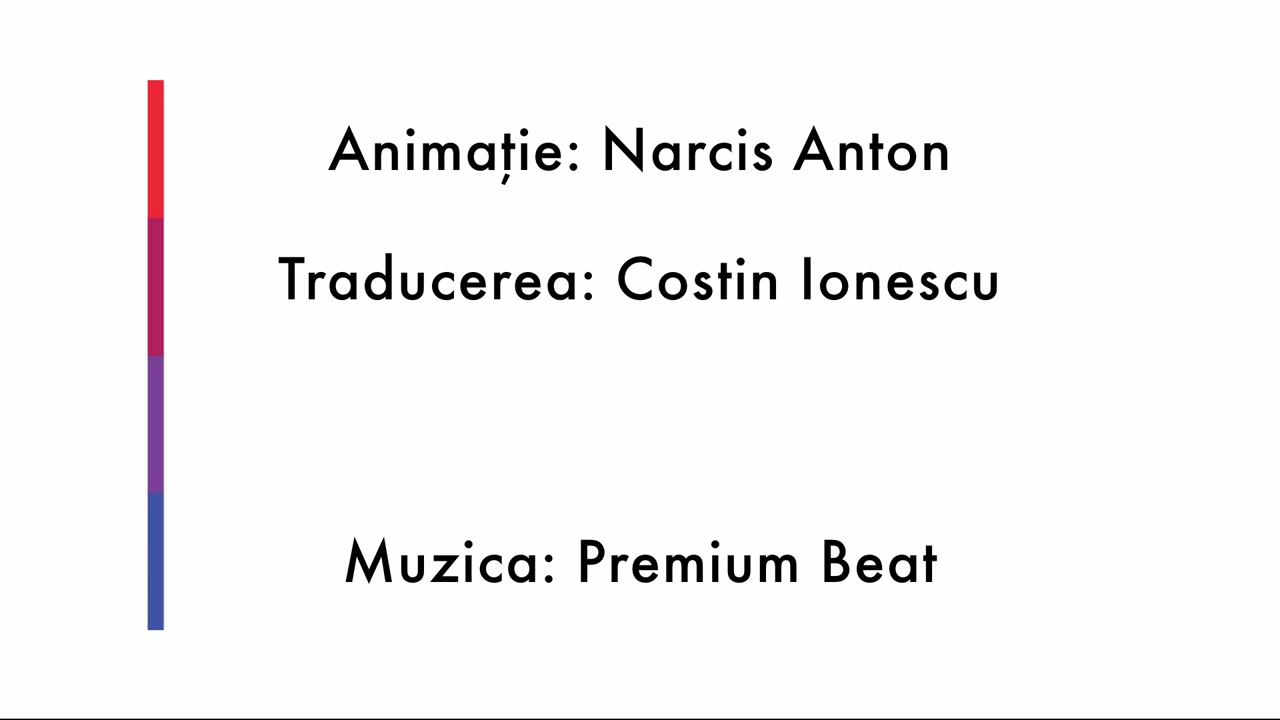 Animație: Narcis Anton
Traducerea: Costin Ionescu
Muzica: Premium Beat